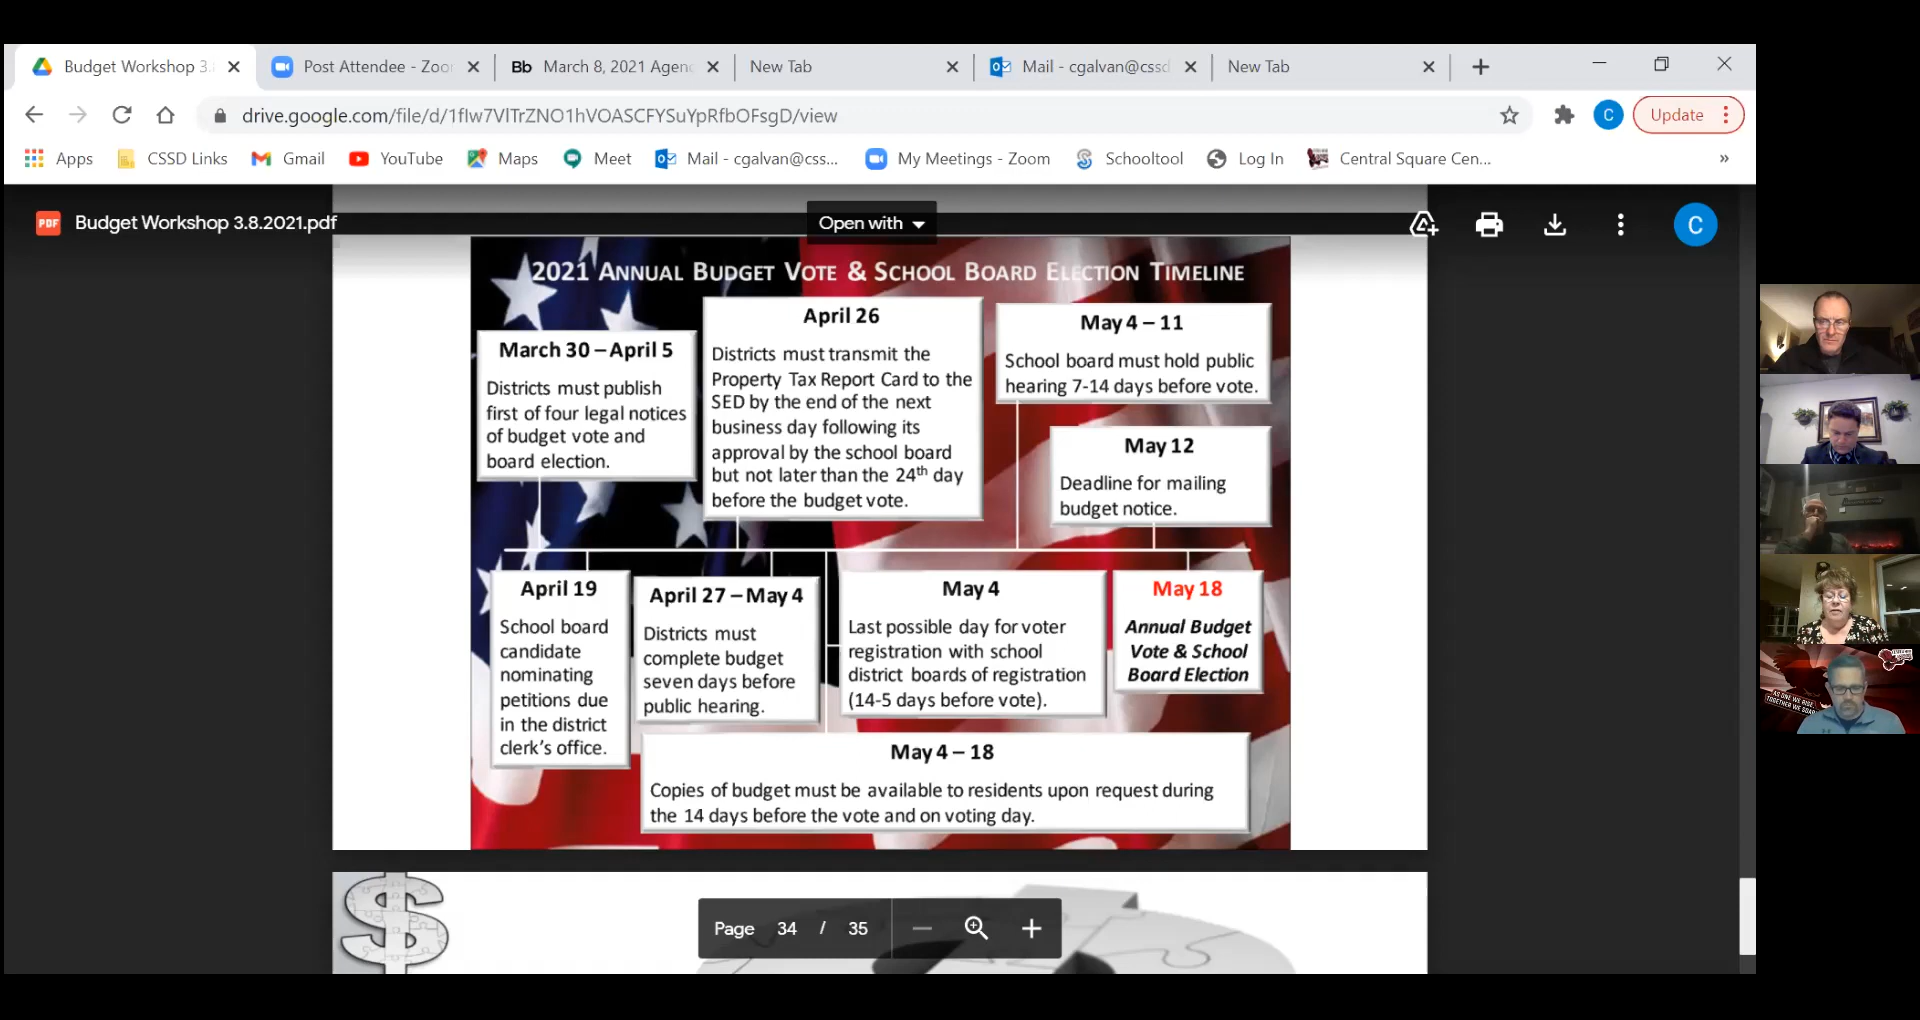 Budget Workshop 3.
Post Attendee - Zoo
Bb March 8, 2021 Agen
New Tab
Mail - cgalvan@cssd
New Tab
drive.google.com/file/d/1fIw7VlTrZNO1hVOASCFYSuYpRfbOFsgD/view
C
Update
Apps
CSSD Links
Gmail
YouTube
Maps
Meet
Mail - cgalvan@css...
My Meetings - Zoom
Schooltool
Log In
Central Square Cen...
»
PDF
Budget Workshop 3.8.2021.pdf
Open with
C
2021 Annual Budget Vote & School Board Election Timeline
March 30 – April 5
Districts must publish
first of four legal notices
of budget vote and
board election.
April 26
Districts must transmit the
Property Tax Report Card to the
SED by the end of the next
business day following its
approval by the school board
but not later than the 24th day
before the budget vote.
May 4 – 11
School board must hold public
hearing 7-14 days before vote.
May 12
Deadline for mailing
budget notice.
April 19
School board
candidate
nominating
petitions due
in the district
clerk's office.
April 27 – May 4
Districts must
complete budget
seven days before
public hearing.
May 4
Last possible day for voter
registration with school
district boards of registration
(14-5 days before vote).
May 18
Annual Budget
Vote & School
Board Election
May 4 – 18
Copies of budget must be available to residents upon request during
the 14 days before the vote and on voting day.
Page 34 / 35
AS ONE WE RISE,
TOGETHER WE SOAR